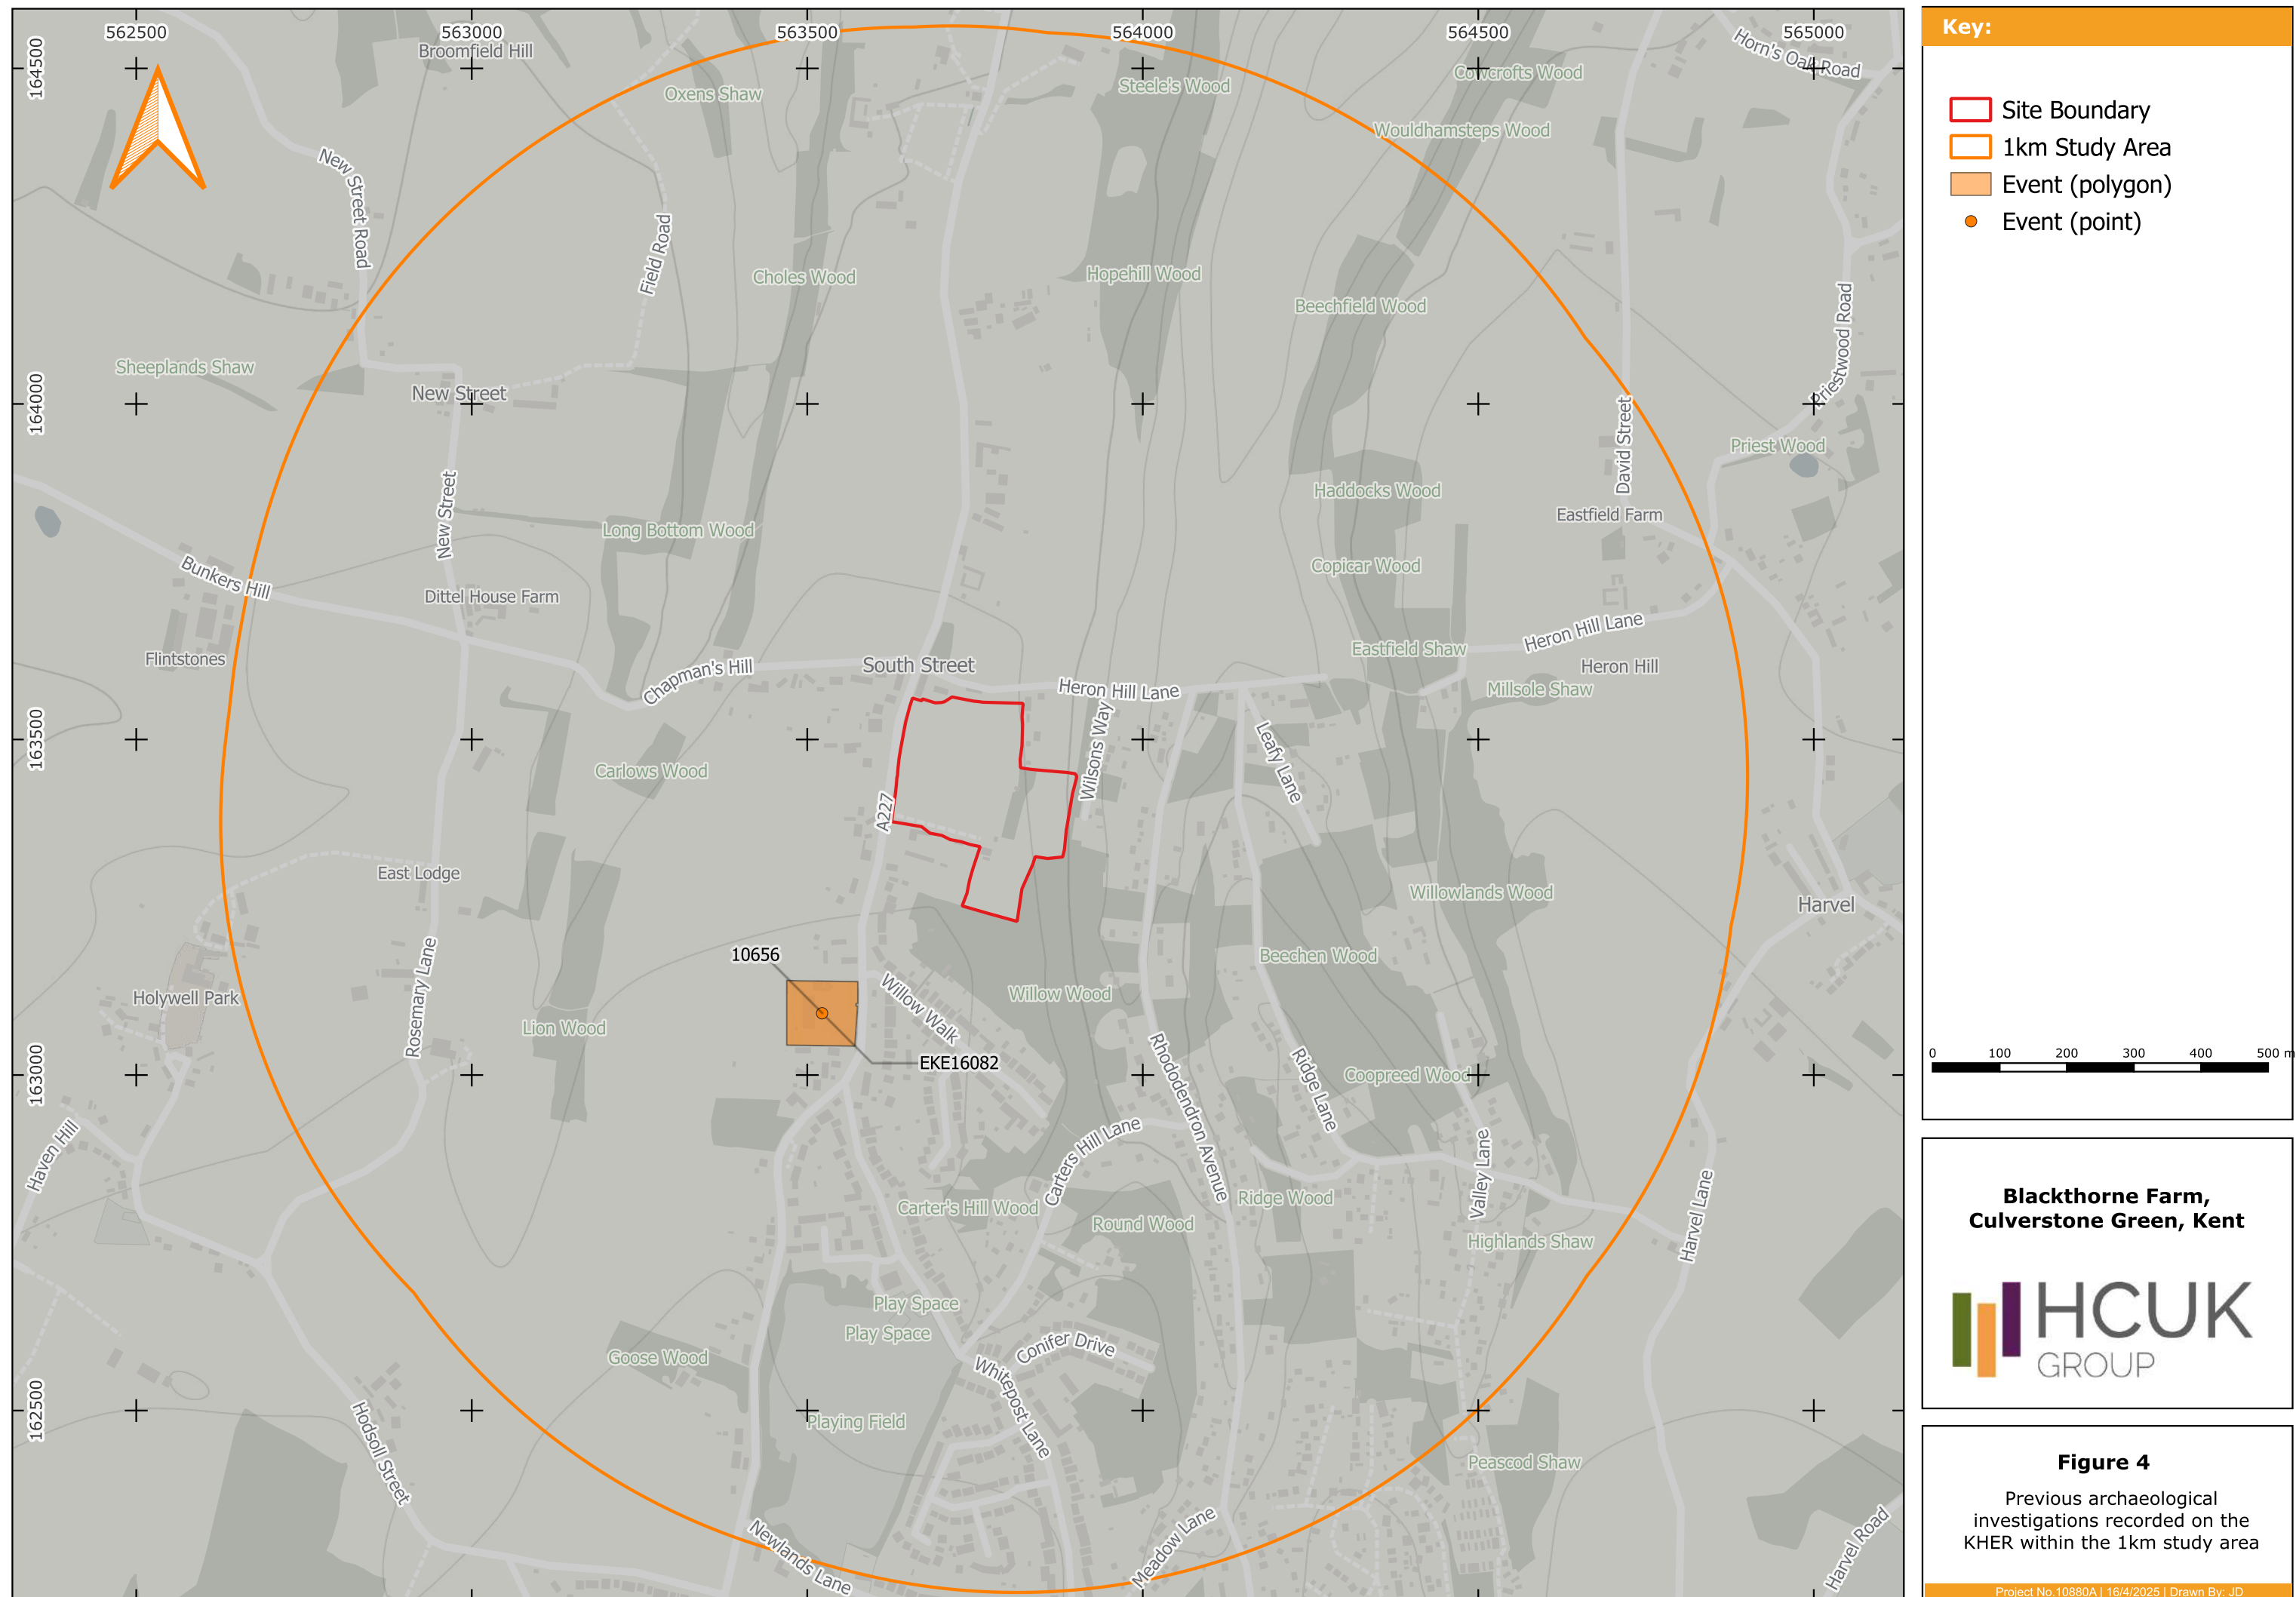 562500
563000
563500
564000
564500
565000
164500
164000
163500
163000
162500
Broomfield Hill
Oxens Shaw
Steele's Wood
Cowcrofts Wood
Horn's Oak Road
Wouldhamsteps Wood
New Street Road
Field Road
Choles Wood
Hopehill Wood
Beechfield Wood
Priestwood Road
Sheeplands Shaw
New Street
David Street
Priest Wood
New Street
Long Bottom Wood
Haddocks Wood
Eastfield Farm
Bunkers Hill
Dittel House Farm
Copicar Wood
Flintstones
Chapman's Hill
South Street
Heron Hill Lane
Eastfield Shaw
Heron Hill Lane
Heron Hill
Millsole Shaw
Wilsons Way
Leafy Lane
Carlows Wood
A227
East Lodge
Willowlands Wood
Harvel
10656
Beechen Wood
Rosemary Lane
Holywell Park
Willow Walk
Willow Wood
Lion Wood
EKE16082
Rhododendron Avenue
Ridge Lane
Coopreed Wood
Haven Hill
Carters Hill Lane
Valley Lane
Harvel Lane
Carter's Hill Wood
Ridge Wood
Round Wood
Highlands Shaw
Play Space
Play Space
Conifer Drive
Goose Wood
Whitepost Lane
Playing Field
Hodsoll Street
Peascod Shaw
Newlands Lane
Meadow Lane
Harvel Road
Key:
Site Boundary
1km Study Area
Event (polygon)
Event (point)
0 100 200 300 400 500 m
Blackthorne Farm,
Culverstone Green, Kent
HCUK
GROUP
Figure 4
Previous archaeological
investigations recorded on the
KHER within the 1km study area
Project No.10880A | 16/4/2025 | Drawn By: JD